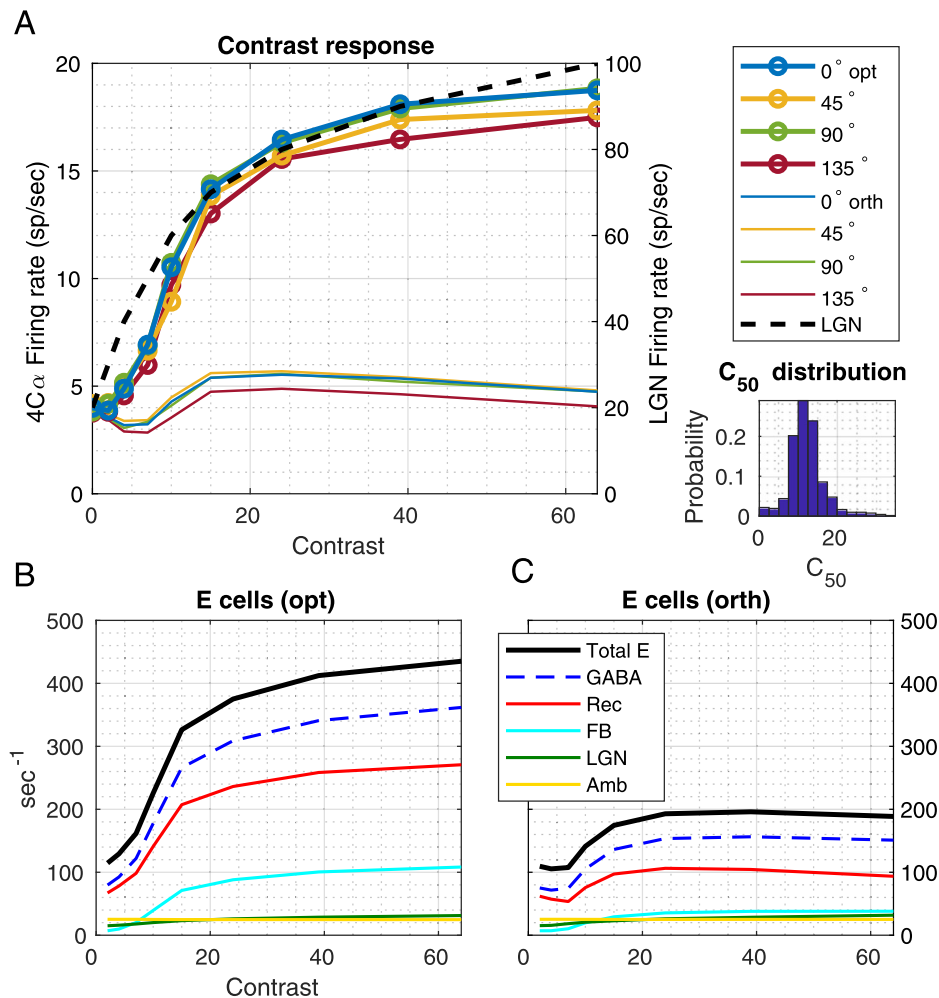 A
Contrast response
20
15
10
5
0
4Cα Firing rate (sp/sec)
100
80
60
40
20
0
LGN Firing rate (sp/sec)
0 20 40 60
Contrast
0° opt
45°
90°
135°
0° orth
45°
90°
135°
LGN
C50 distribution
0.2
0.1
0
Probability
0 20
C50
B
E cells (opt)
500
400
300
200
100
0
sec-1
0 20 40 60
Contrast
C
E cells (orth)
Total E
GABA
Rec
FB
LGN
Amb
500
400
300
200
100
0
0 20 40 60